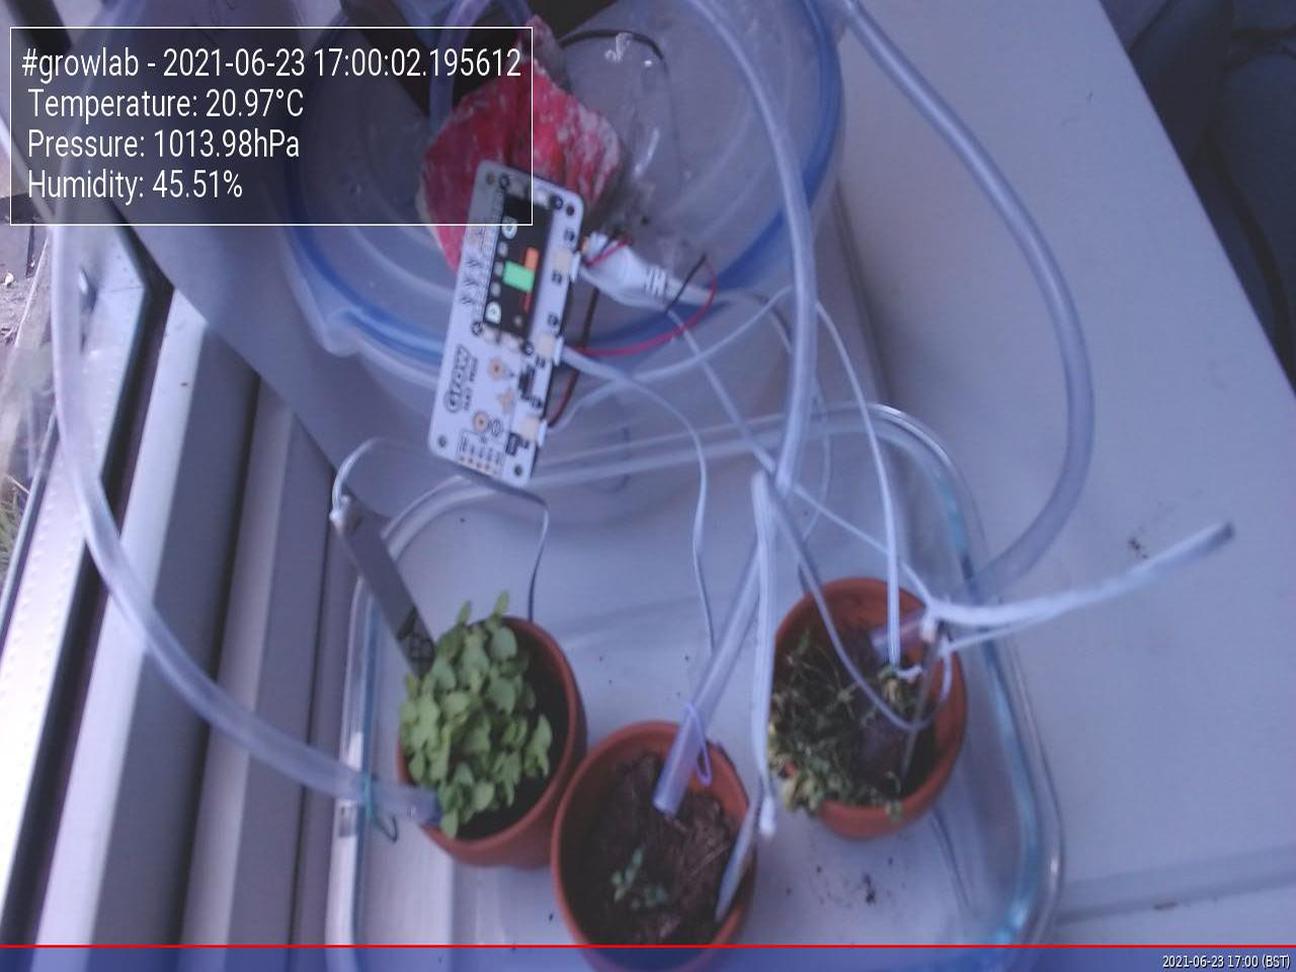 #growlab - 2021-06-23 17:00:02.195612
Temperature: 20.97°C
Pressure: 1013.98hPa
Humidity: 45.51%
GROW
2021-06-23 17:00 (BST)